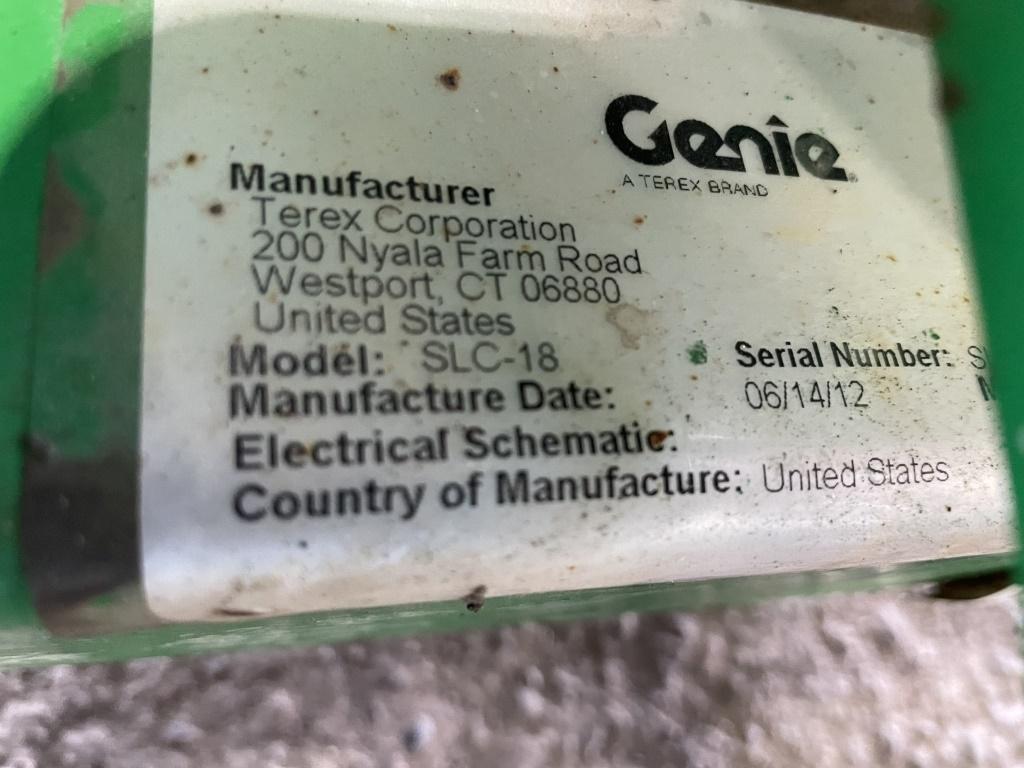 Genie
A TEREX BRAND
Manufacturer
Terex Corporation
200 Nyala Farm Road
Westport, CT 06880
United States
Model: SLC-18 Serial Number:
Manufacture Date: 06/14/12
Electrical Schematic:
Country of Manufacture: United States